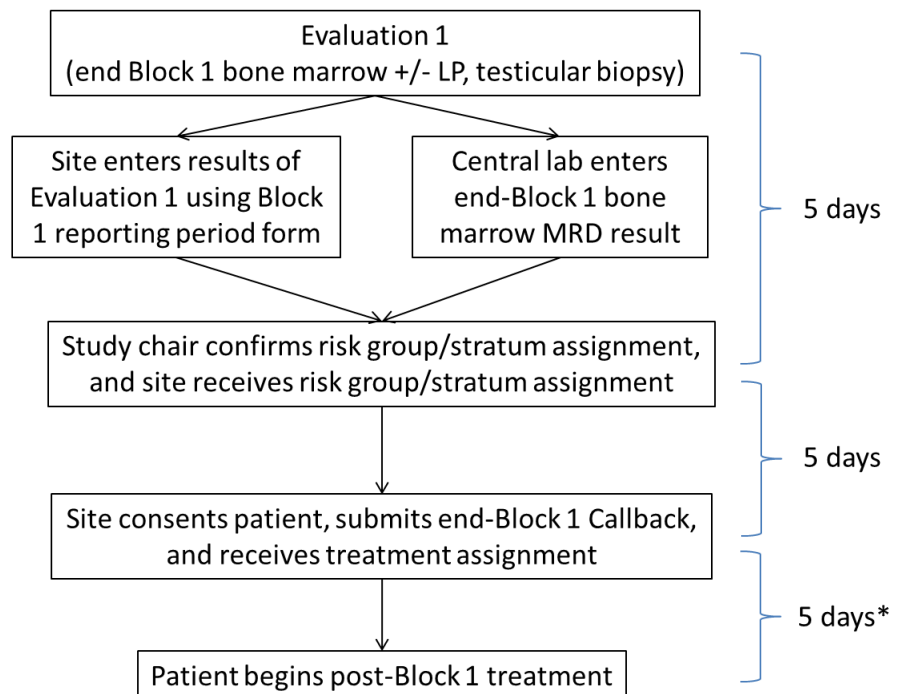 Evaluation 1
(end Block 1 bone marrow +/- LP, testicular biopsy)
Site enters results of
Evaluation 1 using Block
1 reporting period form
Central lab enters
end-Block 1 bone
marrow MRD result
5 days
Study chair confirms risk group/stratum assignment,
and site receives risk group/stratum assignment
5 days
Site consents patient, submits end-Block 1 Callback,
and receives treatment assignment
5 days*
Patient begins post-Block 1 treatment